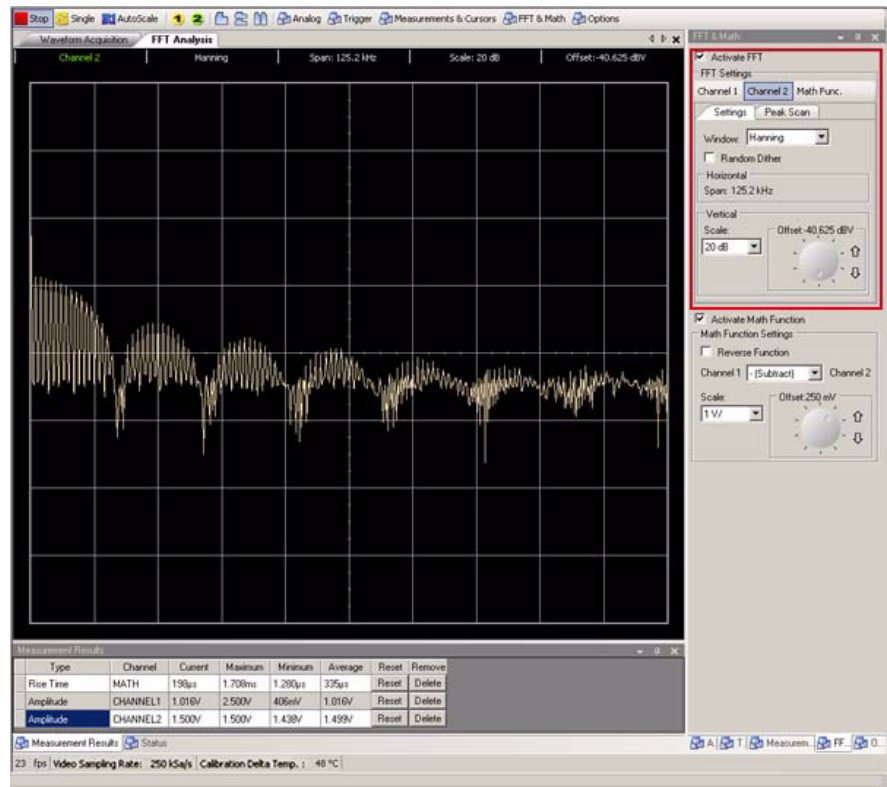 Stop Single AutoScale 1 2 Analog Trigger Measurements & Cursors FFT & Math Options
Waveform Acquisition FFT Analysis
Channel 2 Hanning Span: 125.2 kHz Scale: 20 dB Offset:-40.625 dBV
FFT & Math
Activate FFT
FFT Settings
Channel 1 Channel 2 Math Func.
Settings Peak Scan
Window: Hanning
Random Dither
Horizontal
Span: 125.2 kHz
Vertical
Scale: Offset:-40.625 dBV
20 dB
Activate Math Function
Math Function Settings
Reverse Function
Channel 1 - (Subtract) Channel 2
Scale: Offset:250 mV
1 V/
Measurement Results
Type Channel Current Maximum Minimum Average Reset Remove
Rise Time MATH 198µs 1.708ms 1.280µs 335µs Reset Delete
Amplitude CHANNEL1 1.016V 2.500V 406mV 1.016V Reset Delete
Amplitude CHANNEL2 1.500V 1.500V 1.438V 1.499V Reset Delete
Measurement Results Status
A T Measurem... FF... O...
23 fps Video Sampling Rate: 250 kSa/s Calibration Delta Temp. : 48 °C